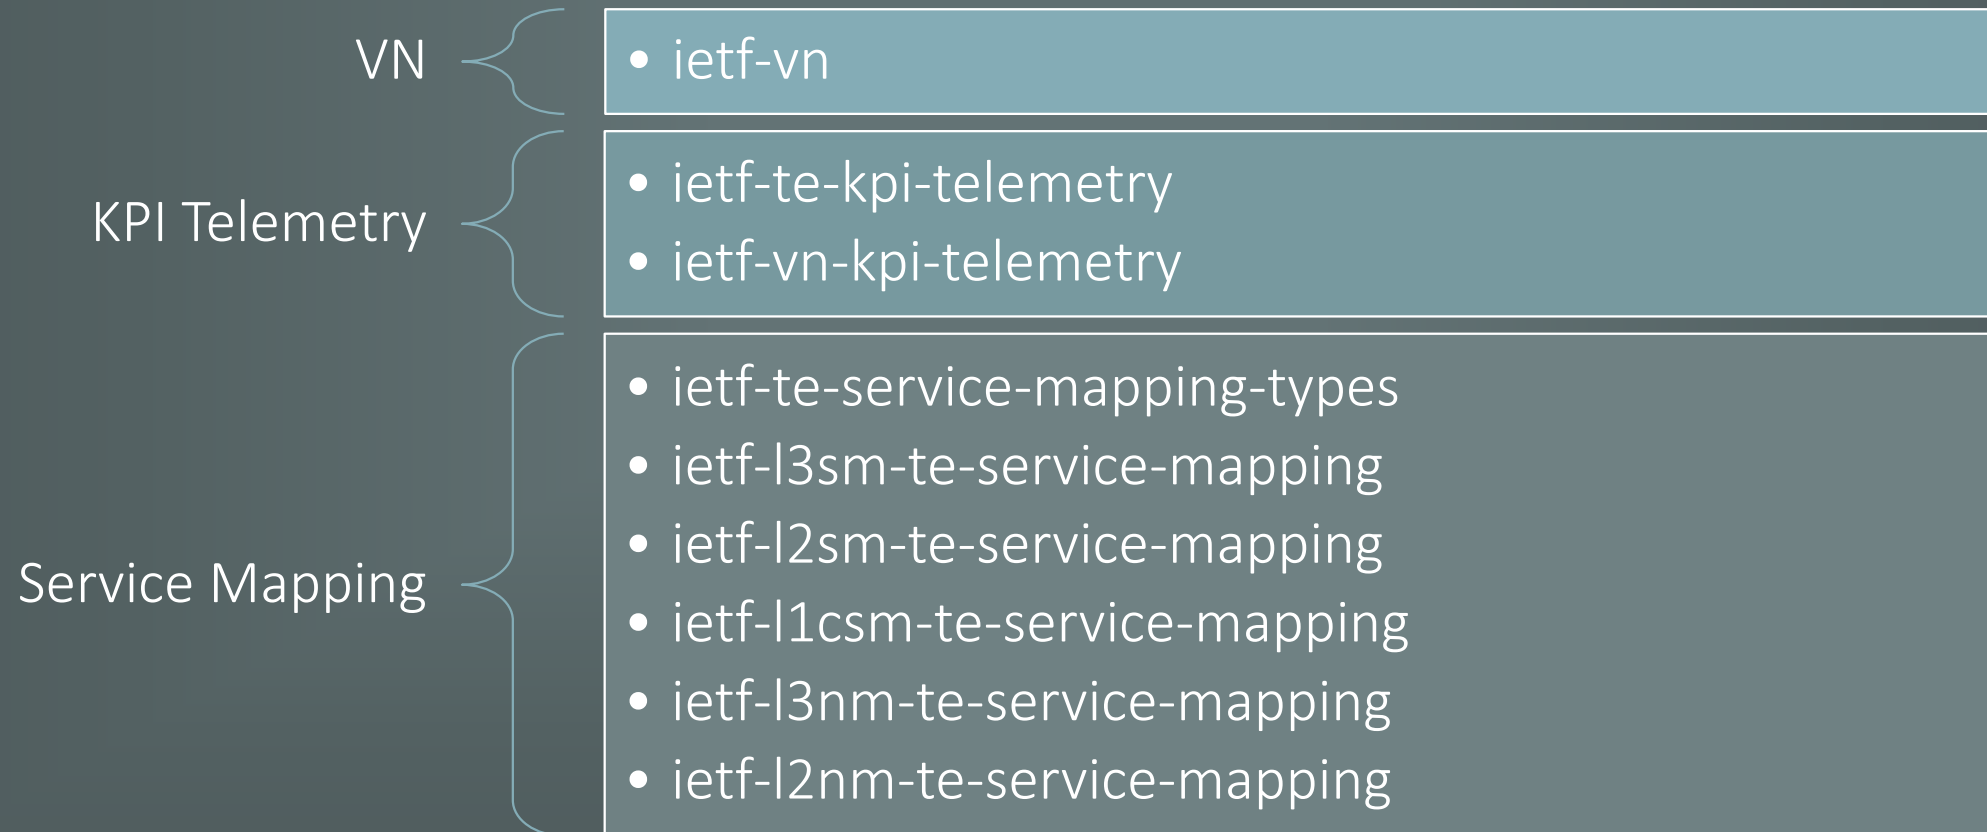 VN
• ietf-vn
KPI Telemetry
• ietf-te-kpi-telemetry
• ietf-vn-kpi-telemetry
Service Mapping
• ietf-te-service-mapping-types
• ietf-l3sm-te-service-mapping
• ietf-l2sm-te-service-mapping
• ietf-l1csm-te-service-mapping
• ietf-l3nm-te-service-mapping
• ietf-l2nm-te-service-mapping